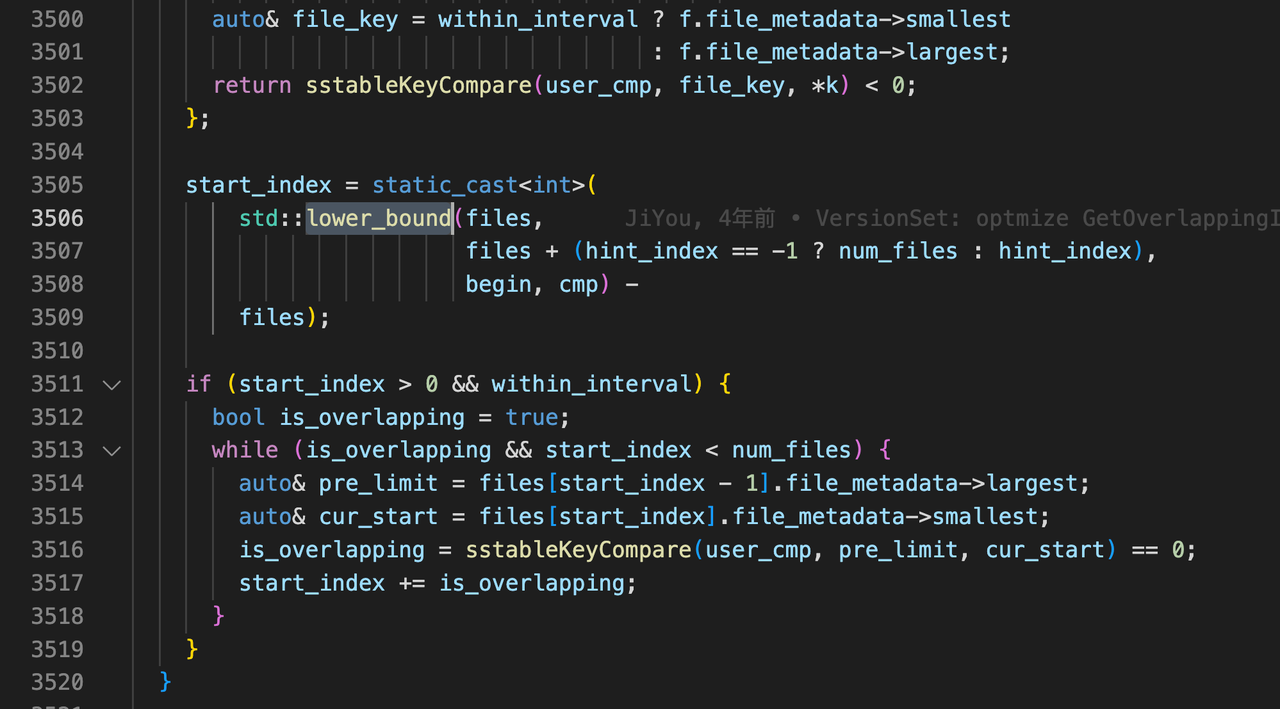 3500 auto& file_key = within_interval ? f.file_metadata->smallest
3501 : f.file_metadata->largest;
3502 return sstableKeyCompare(user_cmp, file_key, *k) < 0;
3503 };
3504
3505 start_index = static_cast<int>(
3506 std::lower_bound(files, JiYou, 4年前 • VersionSet: optmize GetOverlappingI
3507 files + (hint_index == -1 ? num_files : hint_index),
3508 begin, cmp) -
3509 files);
3510
3511 if (start_index > 0 && within_interval) {
3512 bool is_overlapping = true;
3513 while (is_overlapping && start_index < num_files) {
3514 auto& pre_limit = files[start_index - 1].file_metadata->largest;
3515 auto& cur_start = files[start_index].file_metadata->smallest;
3516 is_overlapping = sstableKeyCompare(user_cmp, pre_limit, cur_start) == 0;
3517 start_index += is_overlapping;
3518 }
3519 }
3520 }